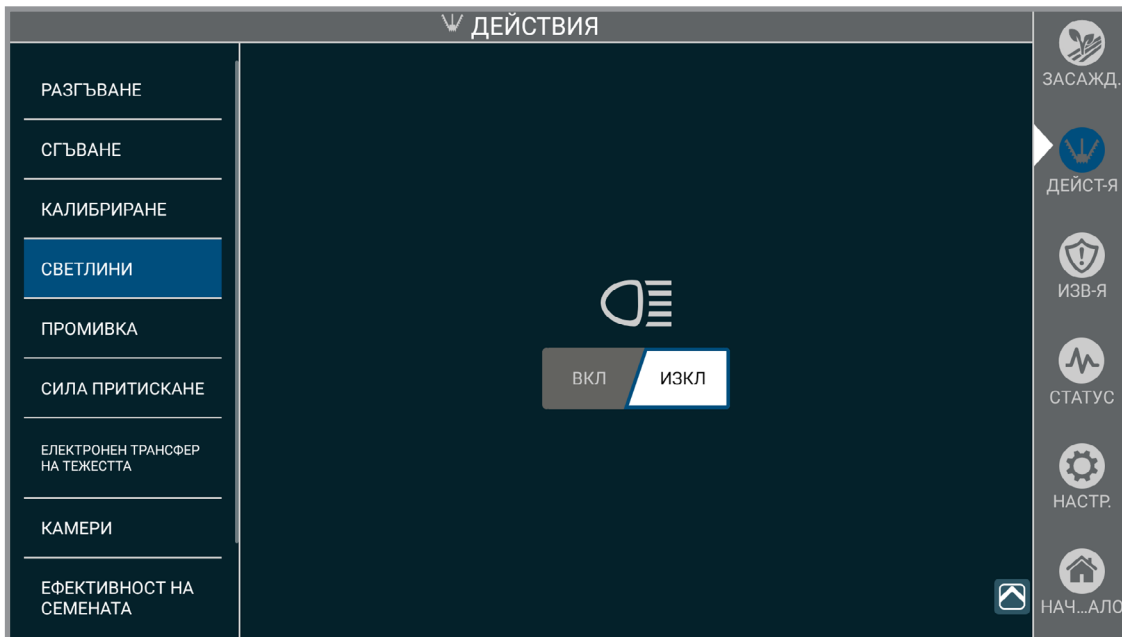 ДЕЙСТВИЯ
РАЗГЪВАНЕ
СГЪВАНЕ
КАЛИБРИРАНЕ
СВЕТЛИНИ
ПРОМИВКА
СИЛА ПРИТИСКАНЕ
ЕЛЕКТРОНЕН ТРАНСФЕР
НА ТЕЖЕСТТА
КАМЕРИ
ЕФЕКТИВНОСТ НА
СЕМЕНАТА
ВКЛ
ИЗКЛ
ЗАСАЖД.
ДЕЙСТ-Я
ИЗВ-Я
СТАТУС
НАСТР.
НАЧ...АЛО